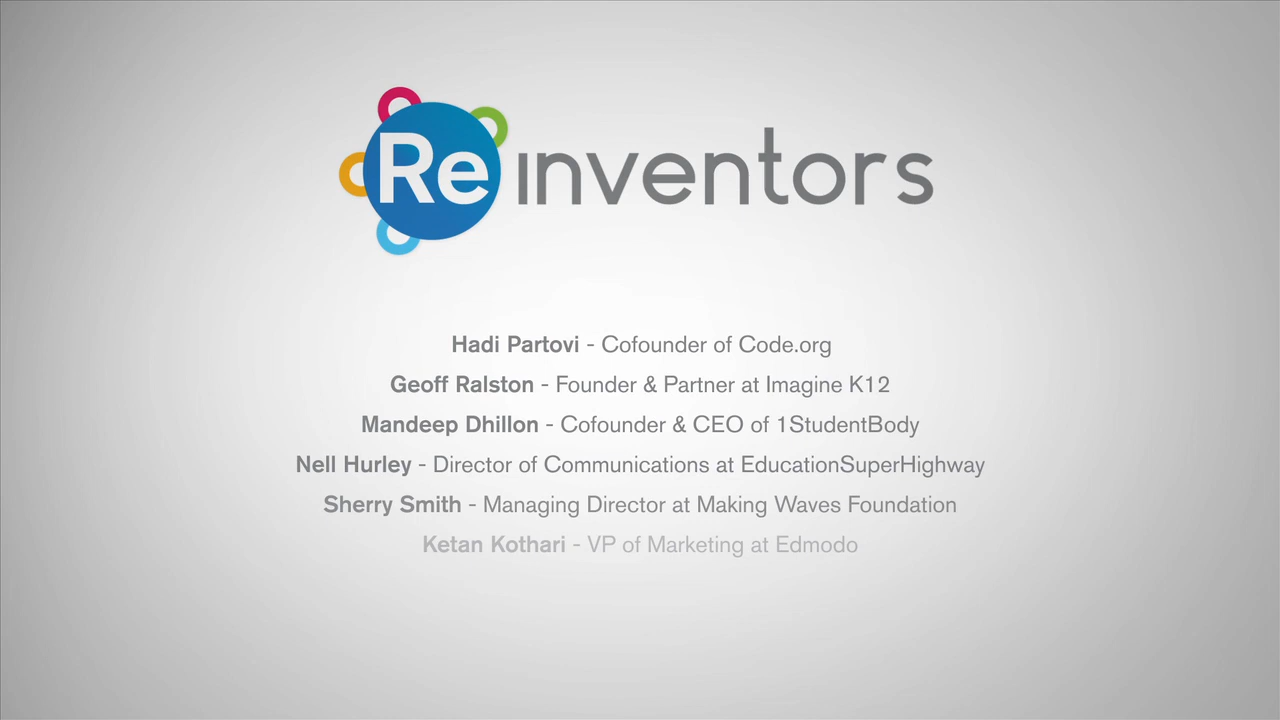 Reinventors
Hadi Partovi - Cofounder of Code.org
Geoff Ralston - Founder & Partner at Imagine K12
Mandeep Dhillon - Cofounder & CEO of 1StudentBody
Nell Hurley - Director of Communications at EducationSuperHighway
Sherry Smith - Managing Director at Making Waves Foundation
Ketan Kothari - VP of Marketing at Edmodo